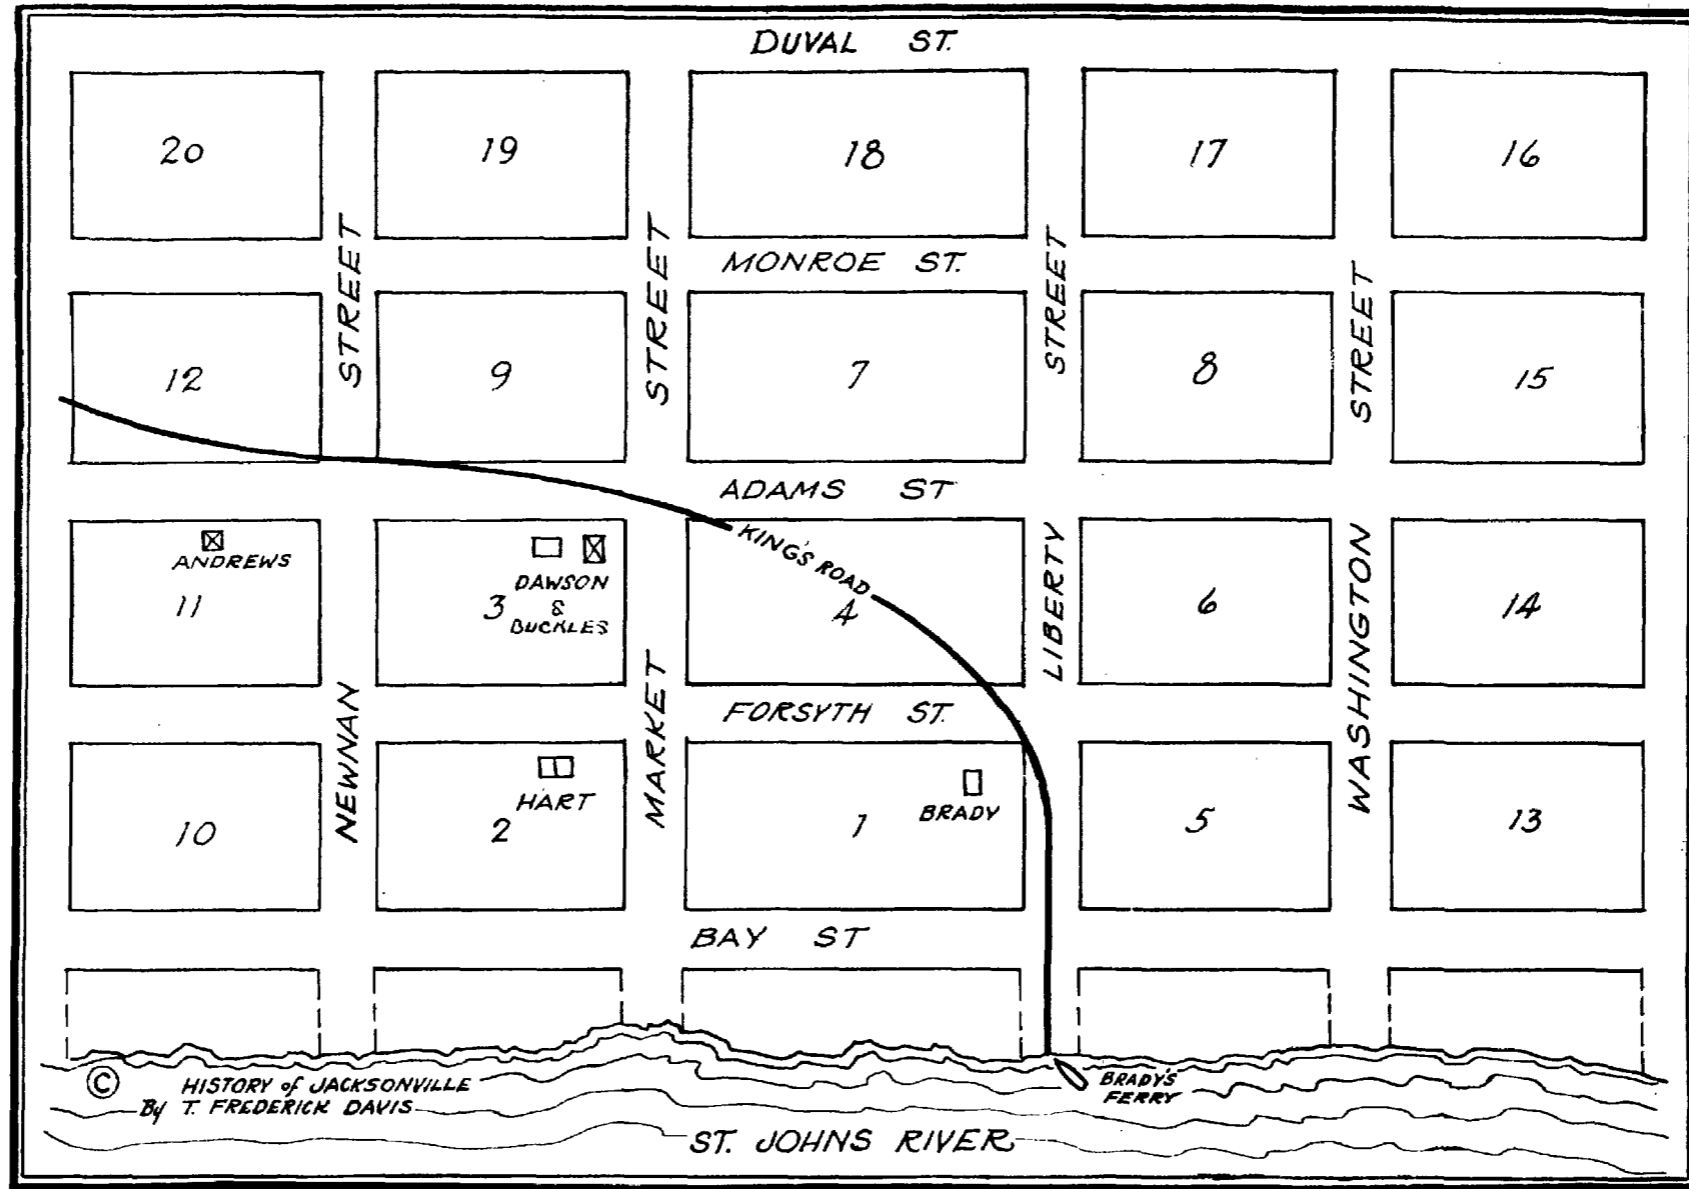 DUVAL ST.
20
19
18
17
16
STREET
STREET
MONROE ST.
STREET
STREET
12
9
7
8
15
ADAMS ST
KING'S ROAD
ANDREWS
11
3
DAWSON
&
BUCKLES
4
LIBERTY
6
WASHINGTON
14
NEWNAN
MARKET
FORSYTH ST.
10
2
HART
1
BRADY
5
13
BAY ST
© HISTORY of JACKSONVILLE
By T. FREDERICK DAVIS
BRADY'S
FERRY
ST. JOHNS RIVER